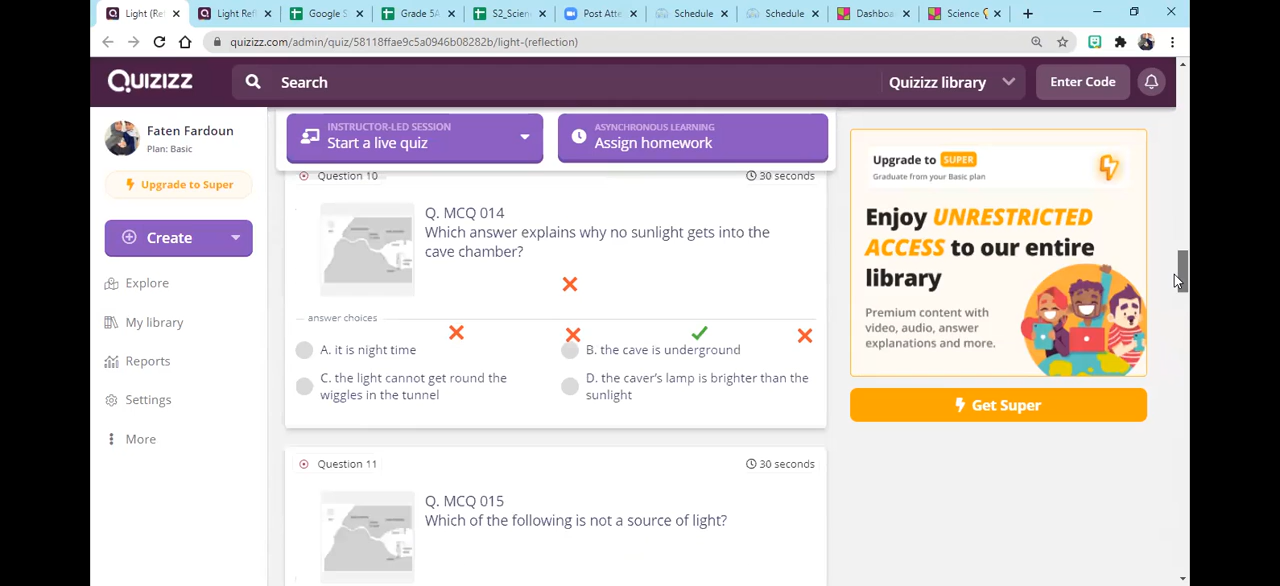 Light (Re
Light Ref
Google S
Grade 5A
S2_Scien
Post Atte
Schedule
Schedule
Dashboa
Science
quizizz.com/admin/quiz/58118ffae9c5a0946b08282b/light-(reflection)
QUIZIZZ
Search
Quizizz library
Enter Code
Faten Fardoun
Plan: Basic
Upgrade to Super
Create
Explore
My library
Reports
Settings
More
INSTRUCTOR-LED SESSION
Start a live quiz
ASYNCHRONOUS LEARNING
Assign homework
Question 10
30 seconds
Q. MCQ 014
Which answer explains why no sunlight gets into the
cave chamber?
answer choices
A. it is night time
B. the cave is underground
C. the light cannot get round the
wiggles in the tunnel
D. the caver's lamp is brighter than the
sunlight
Question 11
30 seconds
Q. MCQ 015
Which of the following is not a source of light?
Upgrade to SUPER
Graduate from your Basic plan
Enjoy UNRESTRICTED
ACCESS to our entire
library
Premium content with
video, audio, answer
explanations and more.
Get Super